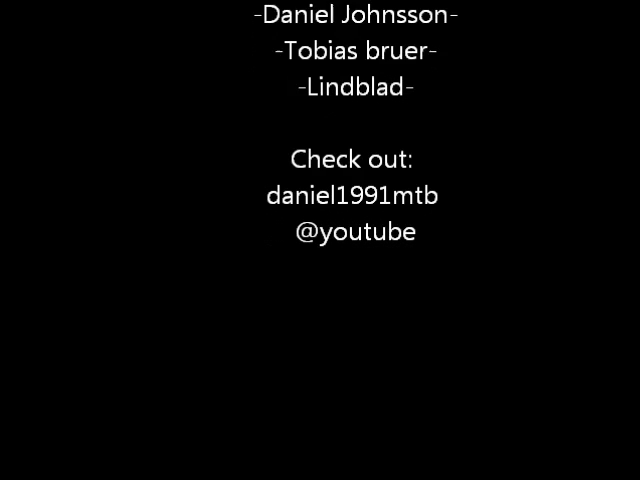 -Daniel Johnsson-
-Tobias bruer-
-Lindblad-
Check out:
daniel1991mtb
@youtube